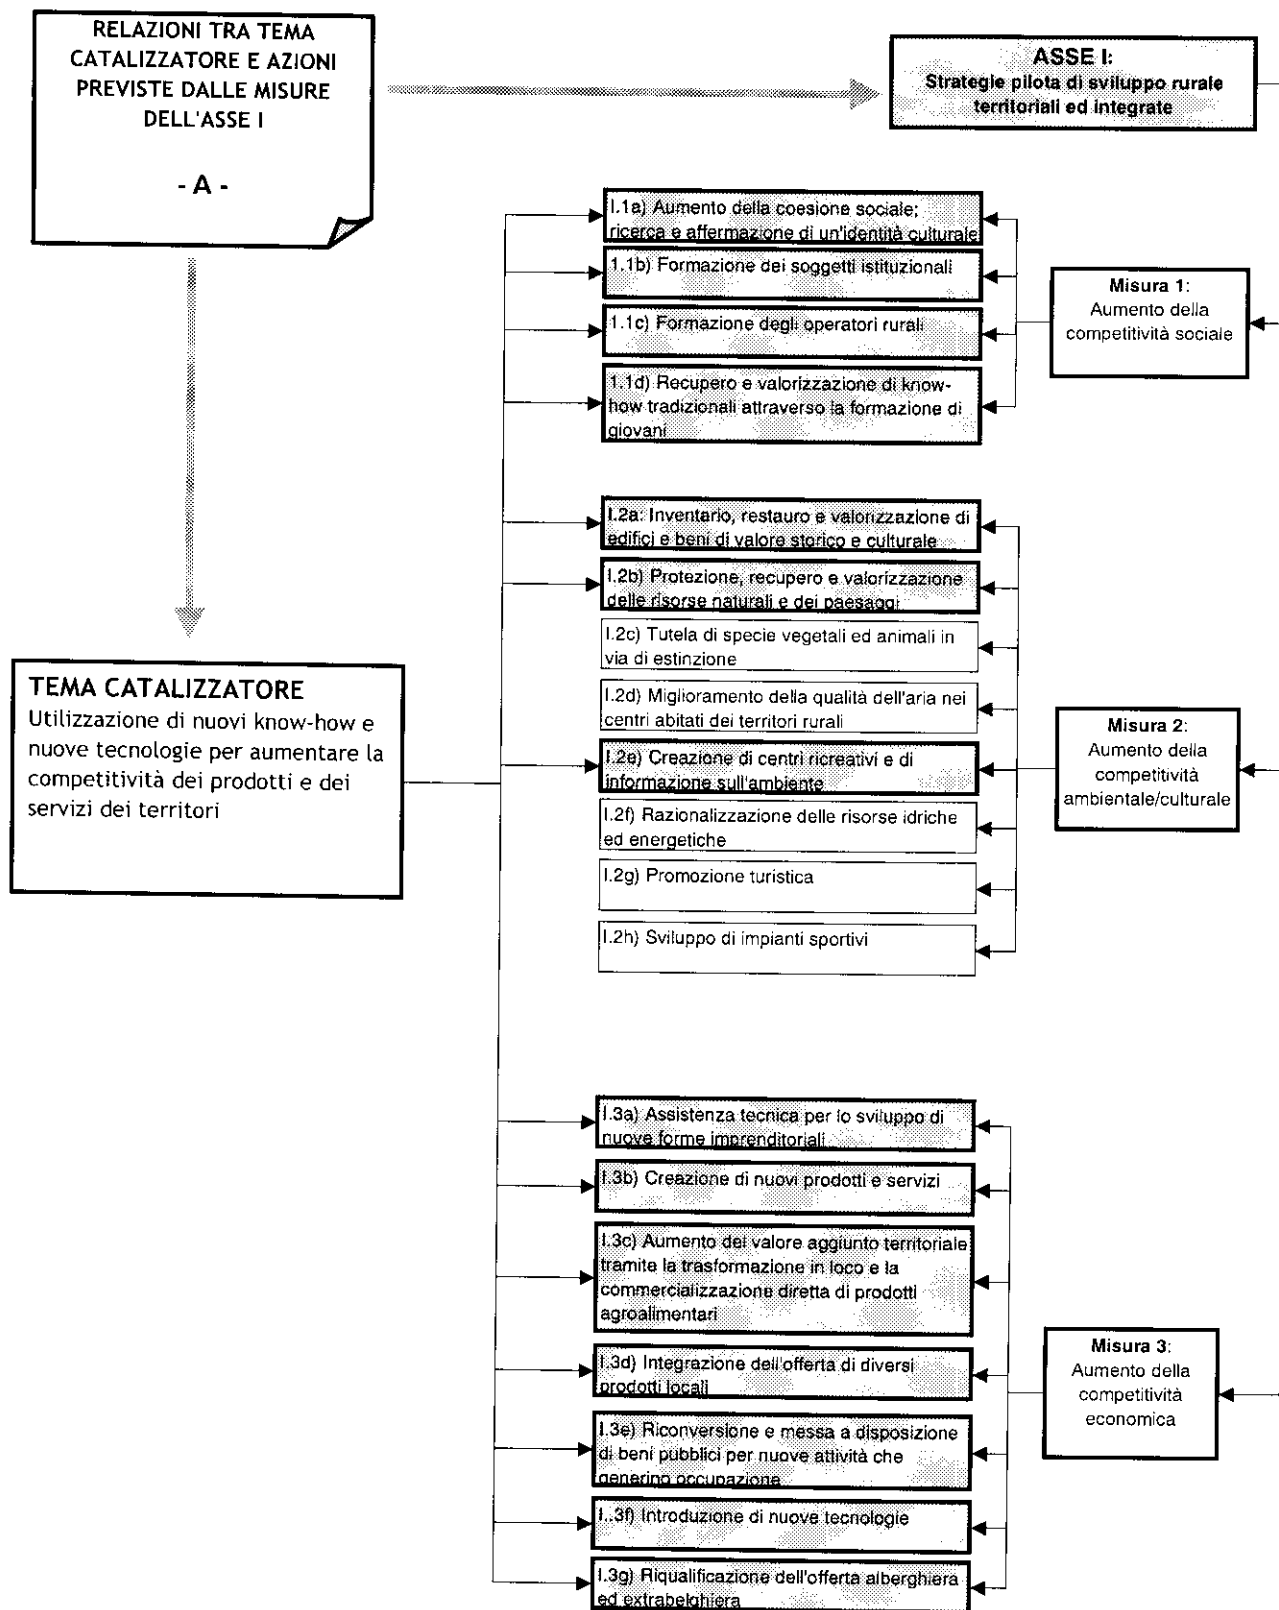 RELAZIONI TRA TEMA
CATALIZZATORE E AZIONI
PREVISTE DALLE MISURE
DELL'ASSE I
- A -
ASSE I:
Strategie pilota di sviluppo rurale
territoriali ed integrate
I.1a) Aumento della coesione sociale;
ricerca e affermazione di un'identità culturale
1.1b) Formazione dei soggetti istituzionali
1.1c) Formazione degli operatori rurali
1.1d) Recupero e valorizzazione di know-
how tradizionali attraverso la formazione di
giovani
Misura 1:
Aumento della
competitività sociale
TEMA CATALIZZATORE
Utilizzazione di nuovi know-how e
nuove tecnologie per aumentare la
competitività dei prodotti e dei
servizi dei territori
I.2a: Inventario, restauro e valorizzazione di
edifici e beni di valore storico e culturale
I.2b) Protezione, recupero e valorizzazione
delle risorse naturali e dei paesaggi
I.2c) Tutela di specie vegetali ed animali in
via di estinzione
I.2d) Miglioramento della qualità dell'aria nei
centri abitati dei territori rurali
I.2e) Creazione di centri ricreativi e di
informazione sull'ambiente
I.2f) Razionalizzazione delle risorse idriche
ed energetiche
I.2g) Promozione turistica
I.2h) Sviluppo di impianti sportivi
Misura 2:
Aumento della
competitività
ambientale/culturale
I.3a) Assistenza tecnica per lo sviluppo di
nuove forme imprenditoriali
I.3b) Creazione di nuovi prodotti e servizi
I.3c) Aumento del valore aggiunto territoriale
tramite la trasformazione in loco e la
commercializzazione diretta di prodotti
agroalimentari
I.3d) Integrazione dell'offerta di diversi
prodotti locali
I.3e) Riconversione e messa a disposizione
di beni pubblici per nuove attività che
generino occupazione
I..3f) Introduzione di nuove tecnologie
I.3g) Riqualificazione dell'offerta alberghiera
ed extrabelghiera
Misura 3:
Aumento della
competitività
economica